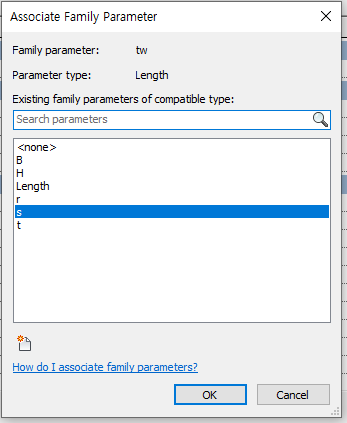 Associate Family Parameter
Family parameter: tw
Parameter type: Length
Existing family parameters of compatible type:
Search parameters
<none>
B
H
Length
r
s
t
How do I associate family parameters?
OK Cancel